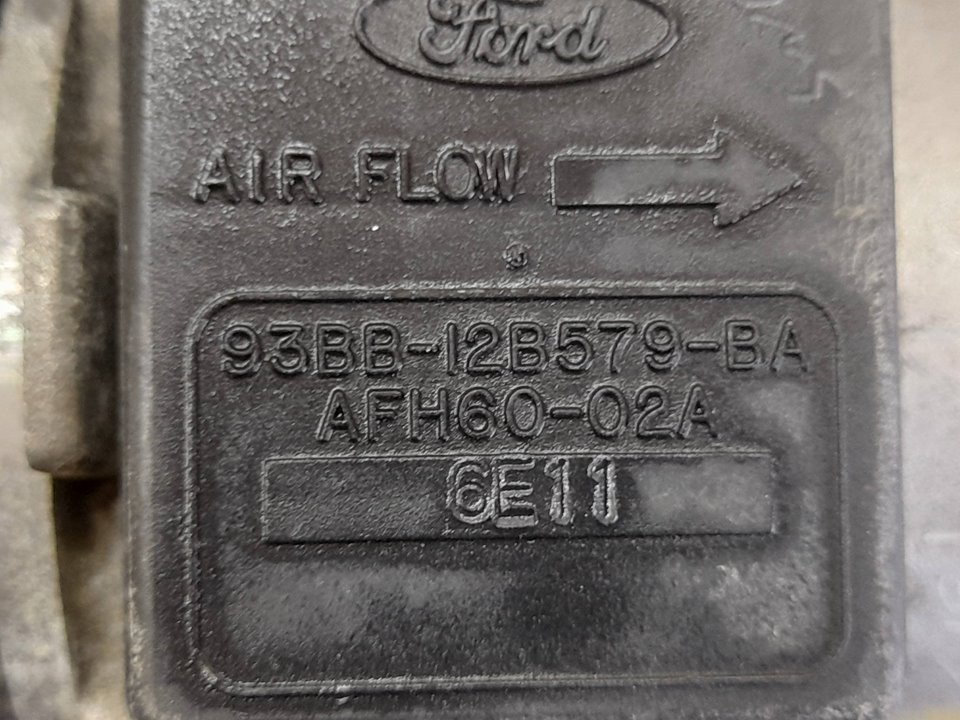 Ford
AIR FLOW
93BB-12B579-BA
AFH60-02A
6E11